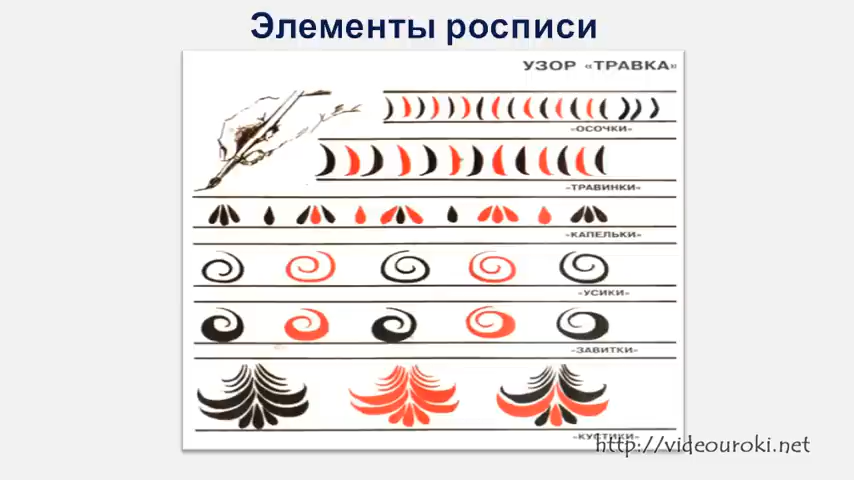 Элементы росписи
УЗОР «ТРАВКА»
«ОСОЧКИ»
«ТРАВИНКИ»
«КАПЕЛЬКИ»
«УСИКИ»
«ЗАВИТКИ»
«КУСТИКИ»
http://videouroki.net